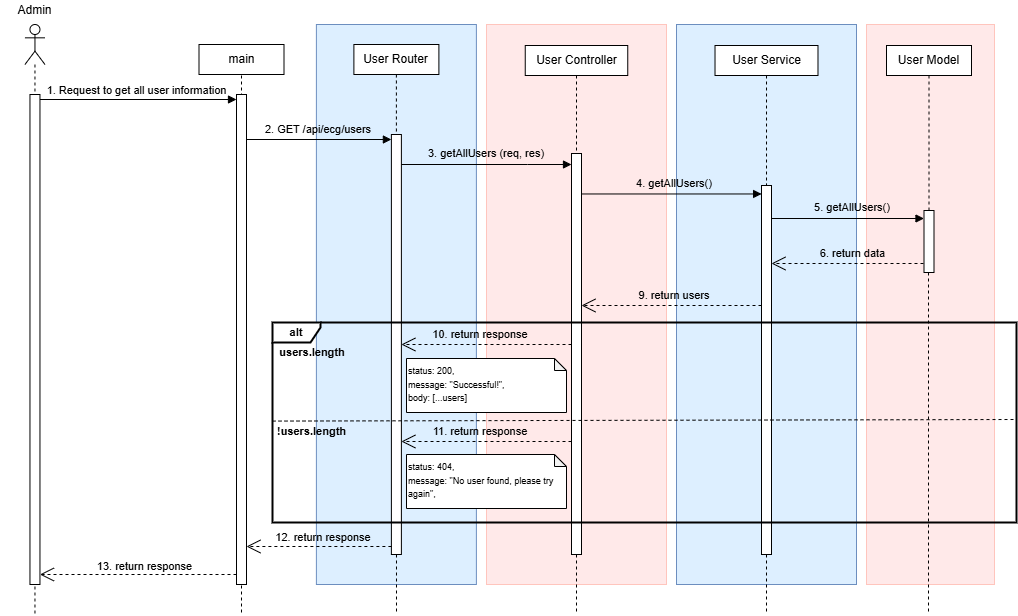 Admin
main
User Router
User Controller
User Service
User Model
1. Request to get all user information
2. GET /api/ecg/users
3. getAllUsers (req, res)
4. getAllUsers()
5. getAllUsers()
6. return data
9. return users
alt
10. return response
users.length
status: 200,
message: "Successful!",
body: [...users]
!users.length
11. return response
status: 404,
message: "No user found, please try
again",
12. return response
13. return response